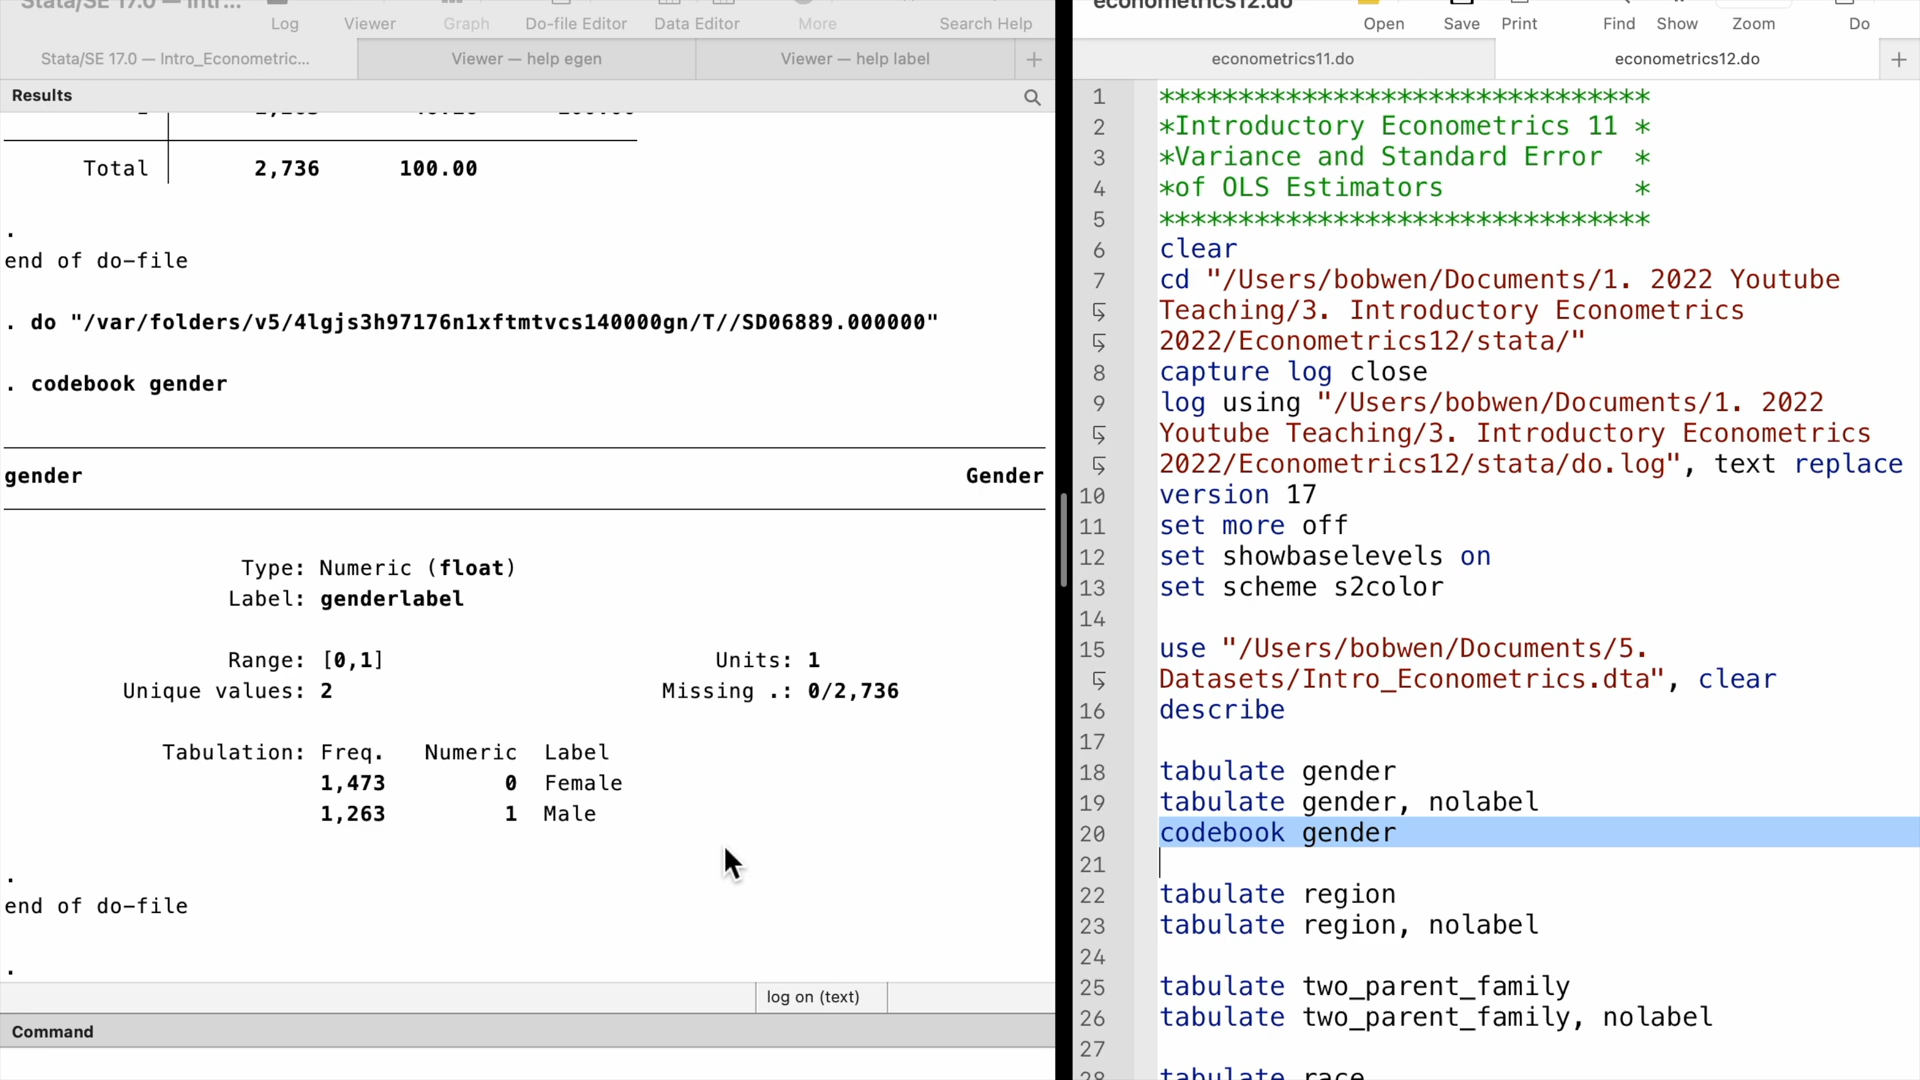 Stata/SE 17.0 — Intr...
Log
Viewer
Graph
Do-file Editor
Data Editor
More
Search Help
Stata/SE 17.0 — Intro_Econometric...
Viewer — help egen
Viewer — help label
+
Results
Total 2,736 100.00
.
end of do-file
. do "/var/folders/v5/4lgjs3h97176n1xftmtvcs140000gn/T//SD06889.000000"
. codebook gender
gender Gender
Type: Numeric (float)
Label: genderlabel
Range: [0,1] Units: 1
Unique values: 2 Missing .: 0/2,736
Tabulation: Freq. Numeric Label
1,473 0 Female
1,263 1 Male
.
end of do-file
.
log on (text)
Command
econometrics12.do
Open
Save
Print
Find
Show
Zoom
Do
econometrics11.do
econometrics12.do
+
1 *******************************
2 *Introductory Econometrics 11 *
3 *Variance and Standard Error  *
4 *of OLS Estimators            *
5 *******************************
6 clear
7 cd "/Users/bobwen/Documents/1. 2022 Youtube
Teaching/3. Introductory Econometrics
2022/Econometrics12/stata/"
8 capture log close
9 log using "/Users/bobwen/Documents/1. 2022
Youtube Teaching/3. Introductory Econometrics
2022/Econometrics12/stata/do.log", text replace
10 version 17
11 set more off
12 set showbaselevels on
13 set scheme s2color
14
15 use "/Users/bobwen/Documents/5.
Datasets/Intro_Econometrics.dta", clear
16 describe
17
18 tabulate gender
19 tabulate gender, nolabel
20 codebook gender
21
22 tabulate region
23 tabulate region, nolabel
24
25 tabulate two_parent_family
26 tabulate two_parent_family, nolabel
27
28 tabulate race